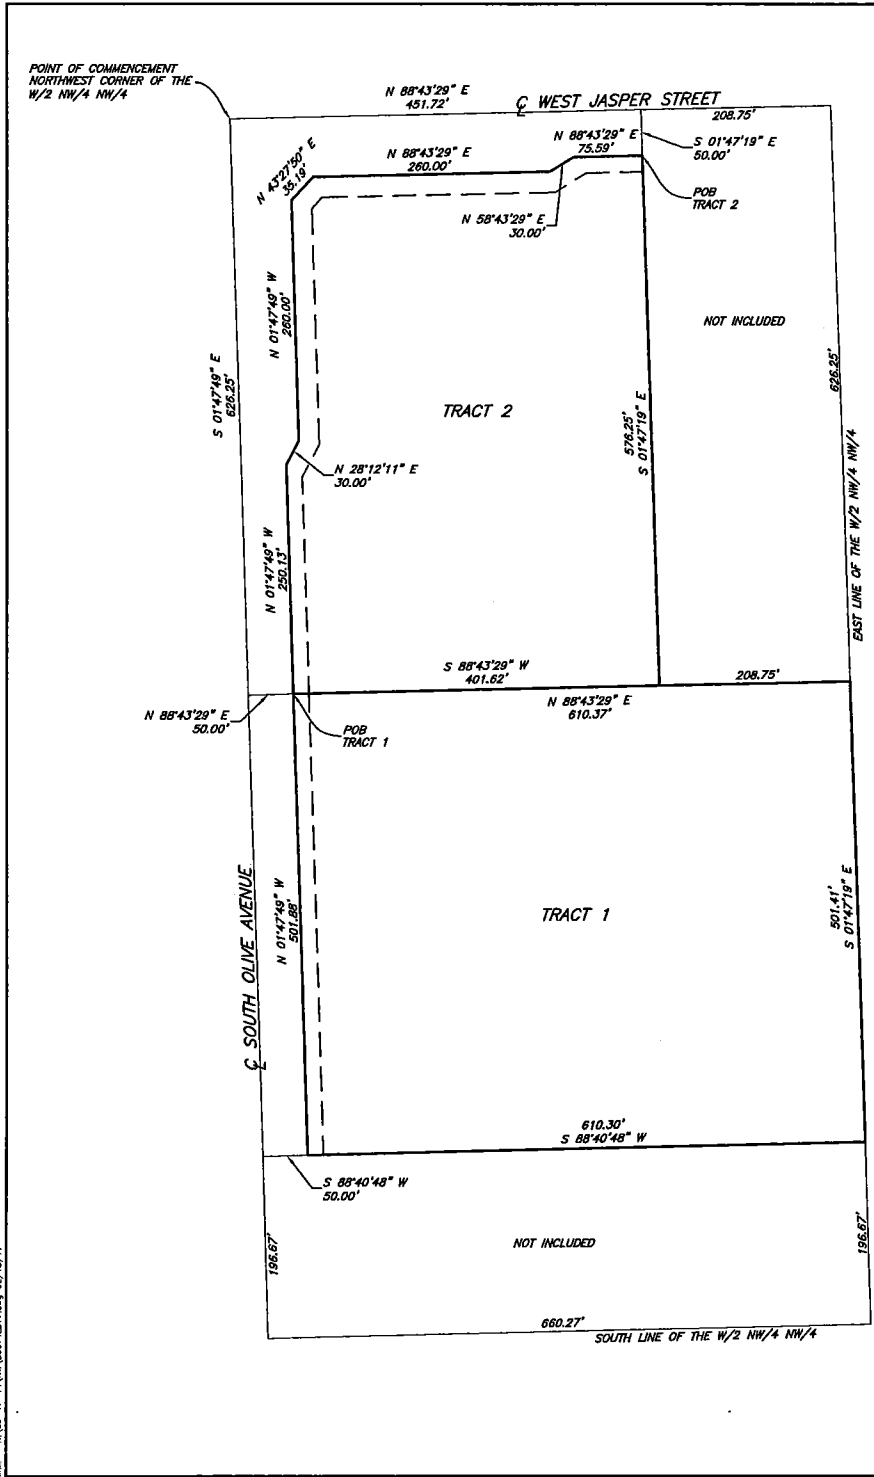 POINT OF COMMENCEMENT
NORTHWEST CORNER OF THE
W/2 NW/4 NW/4
N 88°43'29" E
451.72'
℄ WEST JASPER STREET
208.75'
N 88°43'29" E
75.59'
S 01°47'19" E
50.00'
N 43°27'50" E
35.19'
N 88°43'29" E
260.00'
POB
TRACT 2
N 58°43'29" E
30.00'
N 01°47'49" W
260.00'
NOT INCLUDED
S 01°47'49" E
626.25'
626.25'
TRACT 2
576.25'
S 01°47'19" E
N 28°12'11" E
30.00'
EAST LINE OF THE W/2 NW/4 NW/4
N 01°47'49" W
250.13'
S 88°43'29" W
401.62'
208.75'
N 88°43'29" E
50.00'
N 88°43'29" E
610.37'
POB
TRACT 1
℄ SOUTH OLIVE AVENUE
N 01°47'49" W
501.88'
TRACT 1
501.41'
S 01°47'19" E
610.30'
S 88°40'48" W
S 88°40'48" W
50.00'
196.67'
NOT INCLUDED
196.67'
660.27'
SOUTH LINE OF THE W/2 NW/4 NW/4